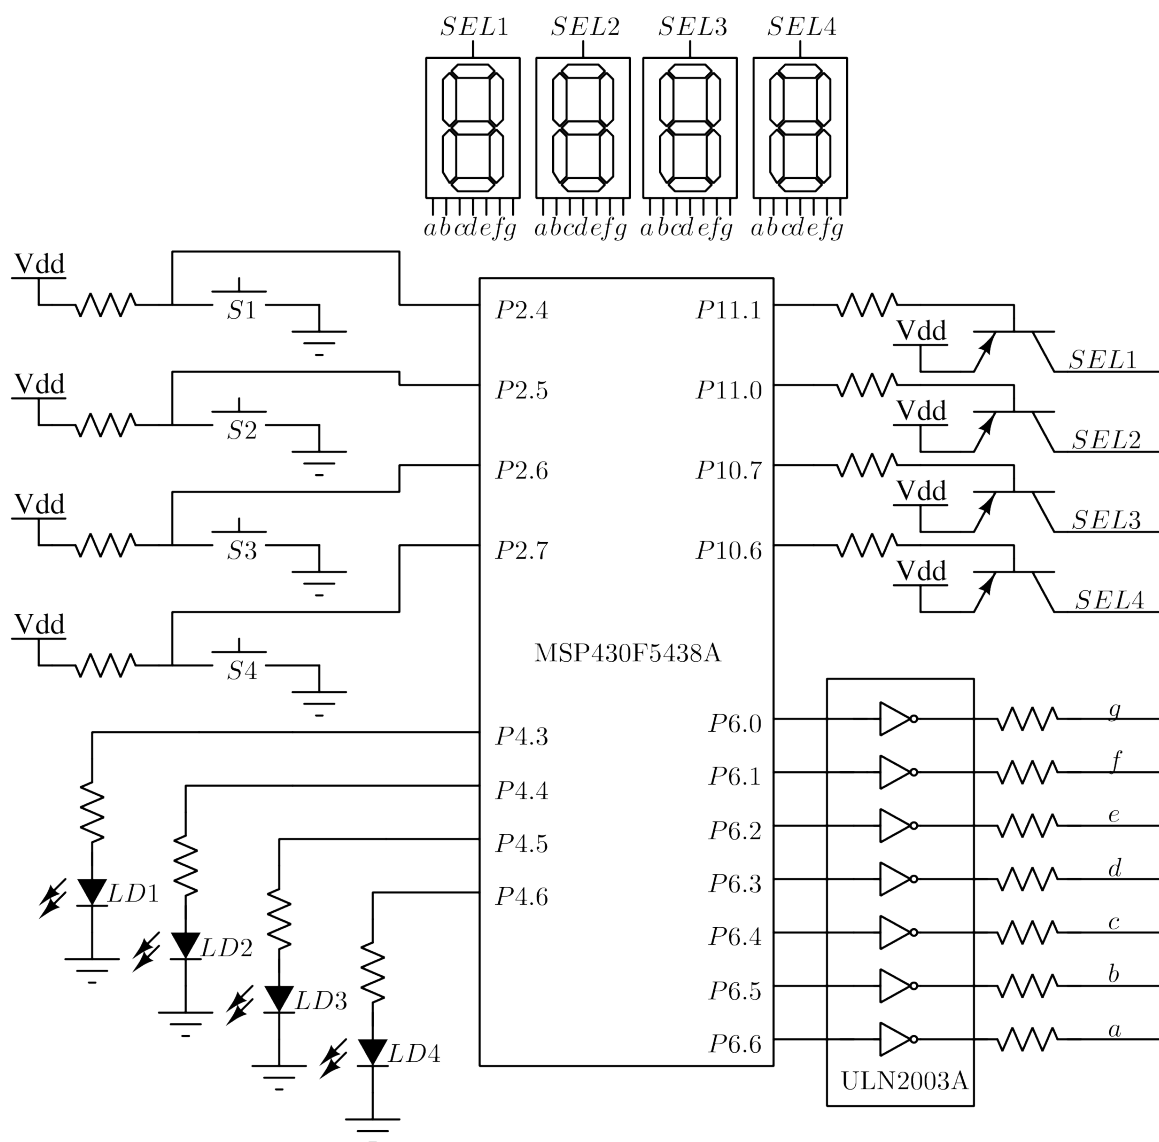 SEL1 SEL2 SEL3 SEL4
abcdefg abcdefg abcdefg abcdefg
Vdd
S1
P2.4
P11.1
Vdd
SEL1
Vdd
S2
P2.5
P11.0
Vdd
SEL2
Vdd
S3
P2.6
P10.7
Vdd
SEL3
Vdd
S4
P2.7
P10.6
Vdd
SEL4
MSP430F5438A
P4.3
P4.4
P4.5
P4.6
LD1
LD2
LD3
LD4
P6.0
g
P6.1
f
P6.2
e
P6.3
d
P6.4
c
P6.5
b
P6.6
a
ULN2003A